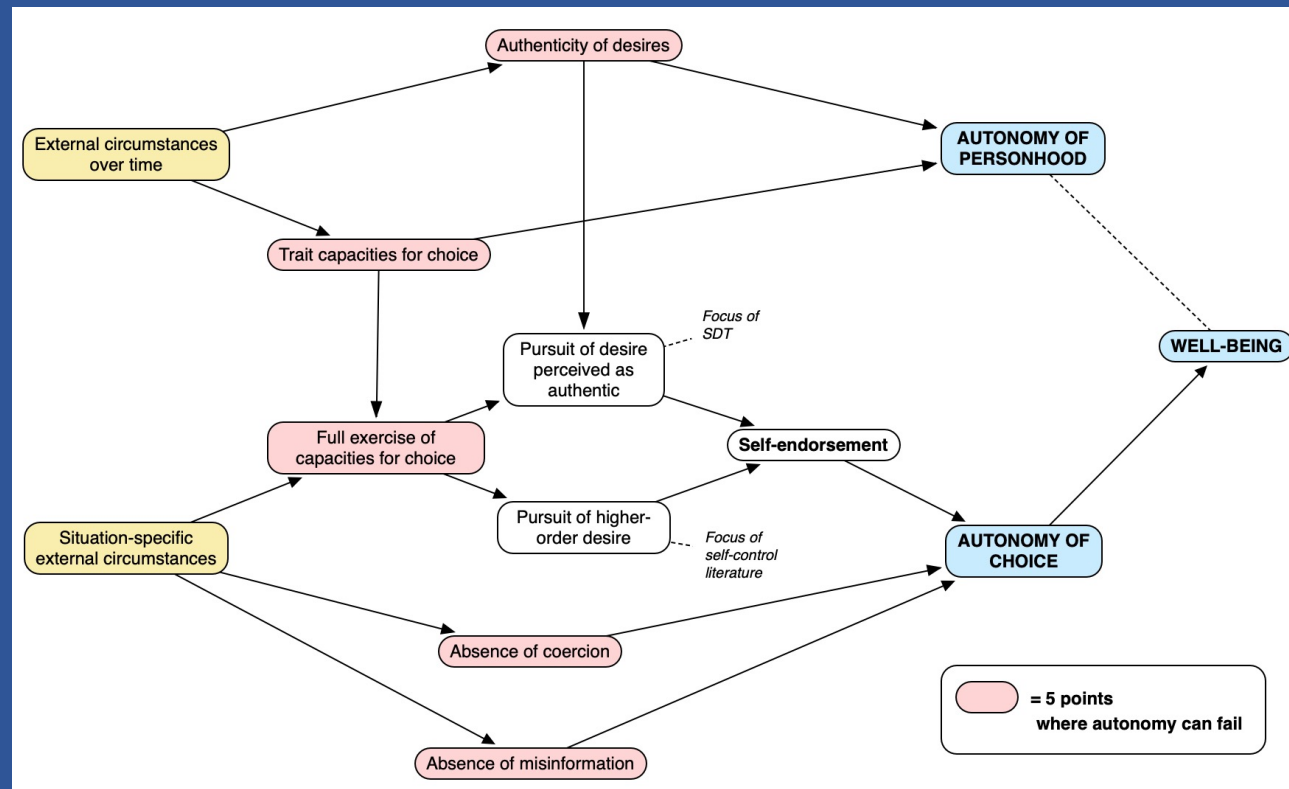 Authenticity of desires
External circumstances
over time
AUTONOMY OF
PERSONHOOD
Trait capacities for choice
Focus of
SDT
Pursuit of desire
perceived as
authentic
WELL-BEING
Full exercise of
capacities for choice
Self-endorsement
Pursuit of higher-
order desire
Situation-specific
external circumstances
Focus of
self-control
literature
AUTONOMY OF
CHOICE
Absence of coercion
= 5 points
where autonomy can fail
Absence of misinformation